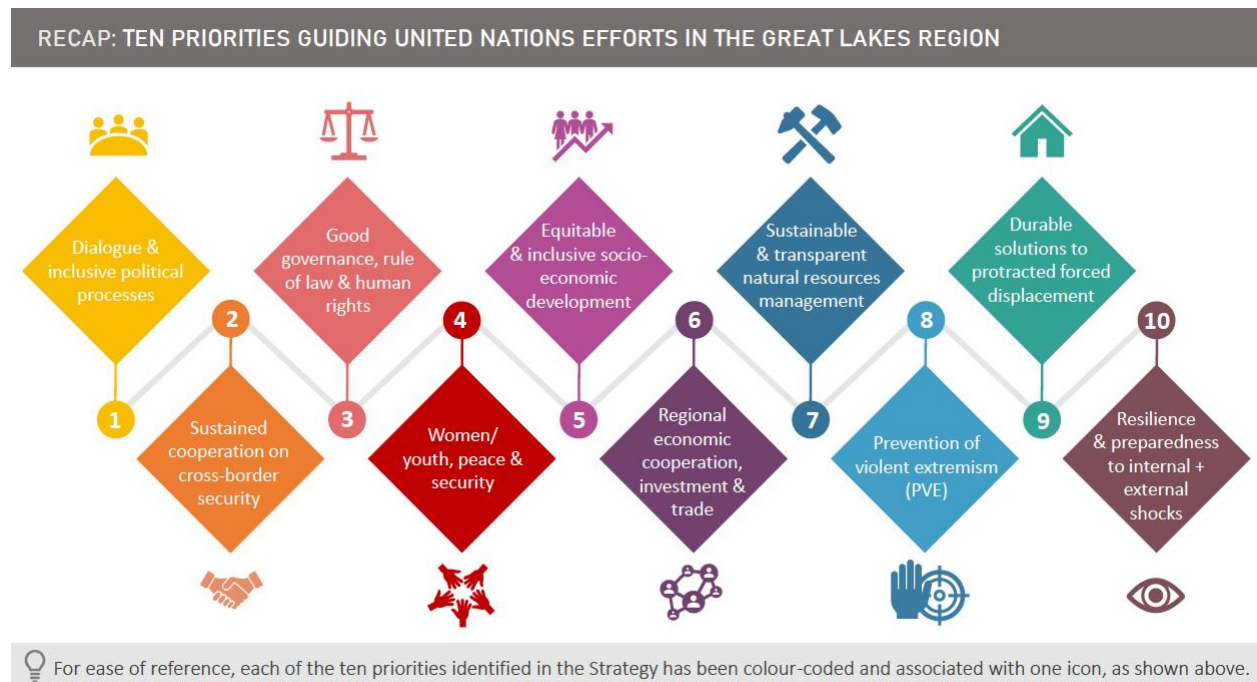 RECAP: TEN PRIORITIES GUIDING UNITED NATIONS EFFORTS IN THE GREAT LAKES REGION
Dialogue &
inclusive political
processes
1
2
Sustained
cooperation on
cross-border
security
Good
governance, rule
of law & human
rights
3
4
Women/
youth, peace &
security
Equitable
& inclusive socio-
economic
development
5
6
Regional
economic
cooperation,
investment &
trade
Sustainable
& transparent
natural resources
management
7
8
Prevention of
violent extremism
(PVE)
Durable
solutions to
protracted forced
displacement
9
10
Resilience
& preparedness
to internal +
external
shocks
For ease of reference, each of the ten priorities identified in the Strategy has been colour-coded and associated with one icon, as shown above.